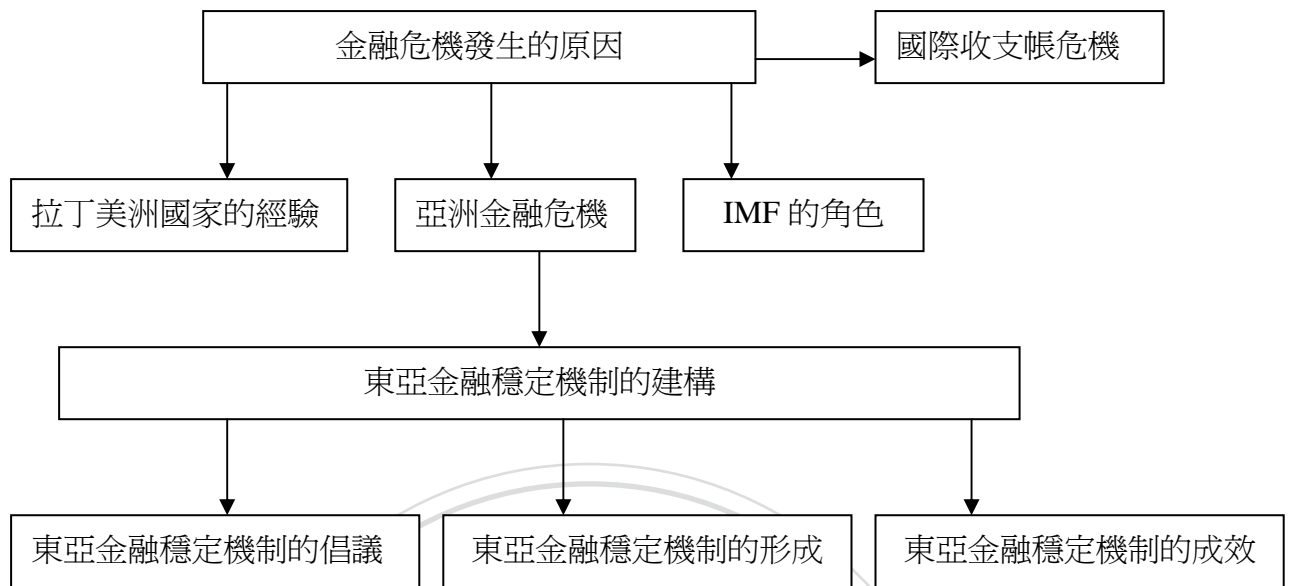 金融危機發生的原因
國際收支帳危機
拉丁美洲國家的經驗
亞洲金融危機
IMF 的角色
東亞金融穩定機制的建構
東亞金融穩定機制的倡議
東亞金融穩定機制的形成
東亞金融穩定機制的成效